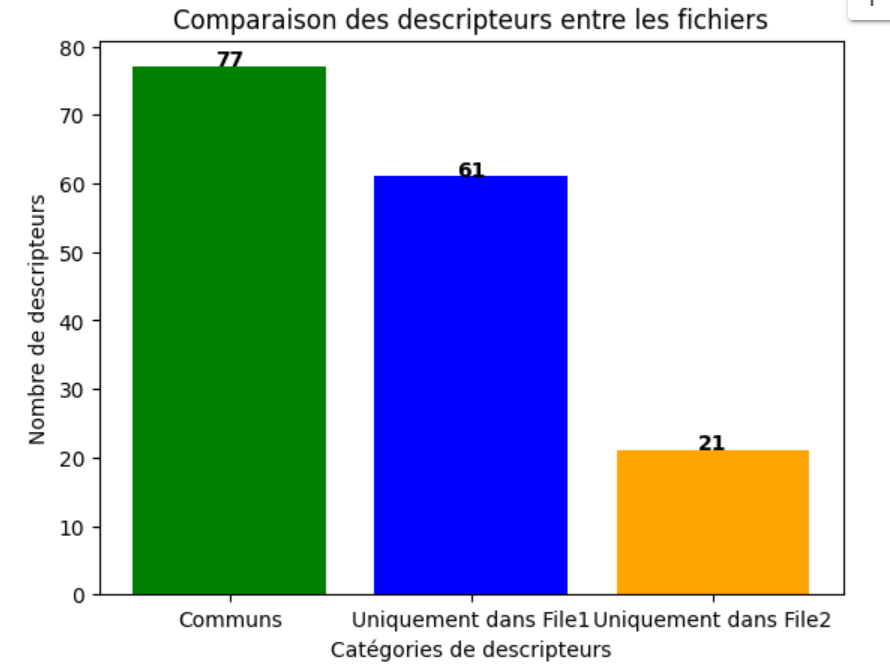 Comparaison des descripteurs entre les fichiers
Nombre de descripteurs
80
70
60
50
40
30
20
10
0
77
61
21
Communs
Uniquement dans File1
Uniquement dans File2
Catégories de descripteurs